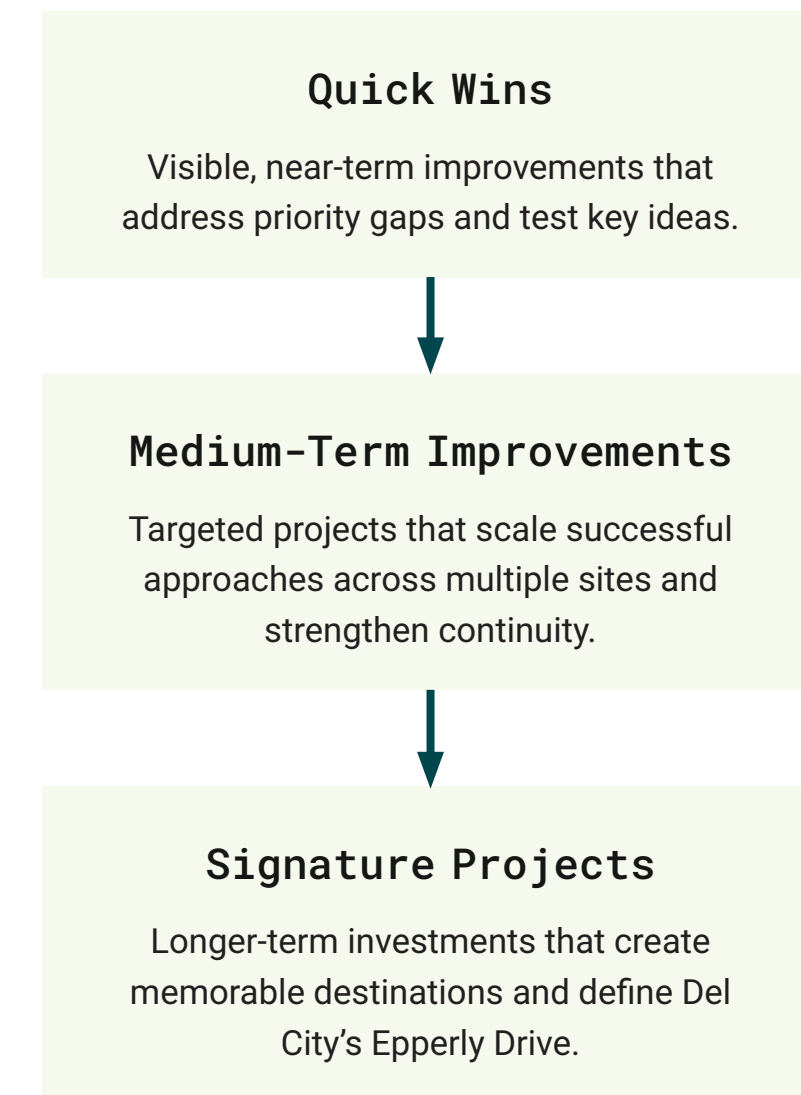 Quick Wins
Visible, near-term improvements that
address priority gaps and test key ideas.
Medium-Term Improvements
Targeted projects that scale successful
approaches across multiple sites and
strengthen continuity.
Signature Projects
Longer-term investments that create
memorable destinations and define Del
City’s Epperly Drive.